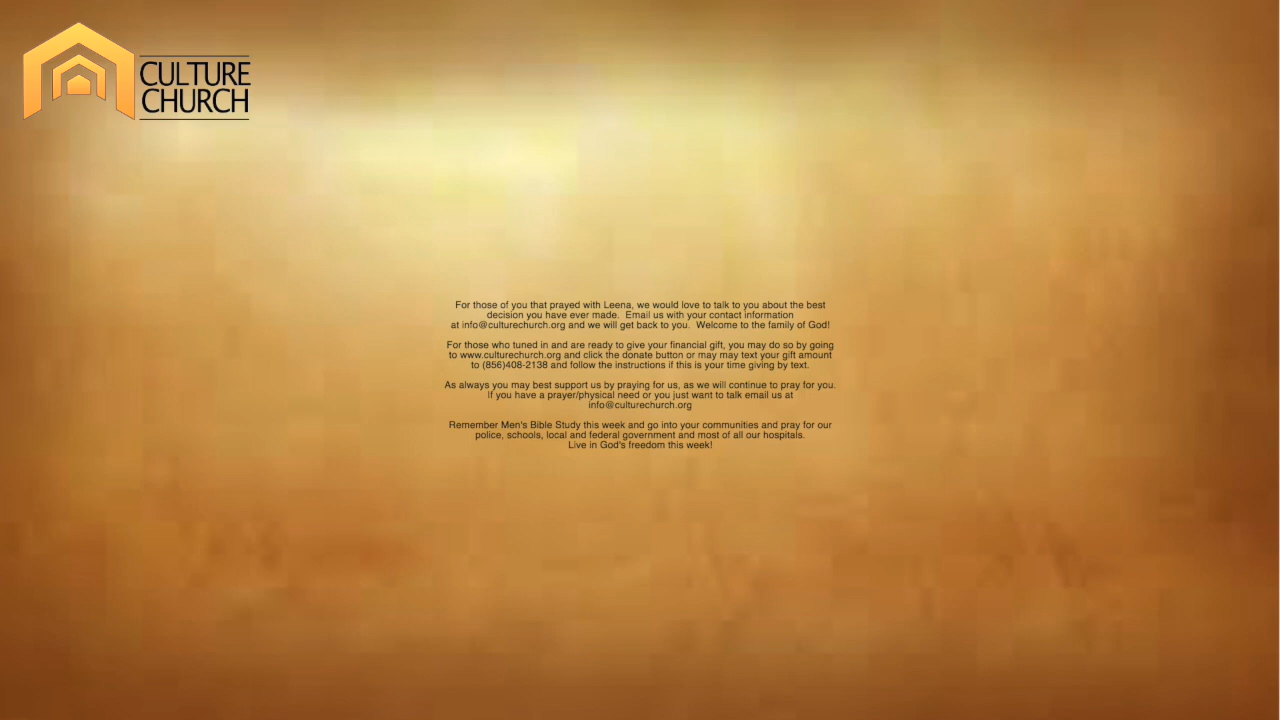 CULTURE
CHURCH
For those of you that prayed with Leena, we would love to talk to you about the best
decision you have ever made.  Email us with your contact information
at info@culturechurch.org and we will get back to you.  Welcome to the family of God!
For those who tuned in and are ready to give your financial gift, you may do so by going
to www.culturechurch.org and click the donate button or may may text your gift amount
to (856)408-2138 and follow the instructions if this is your time giving by text.
As always you may best support us by praying for us, as we will continue to pray for you.
If you have a prayer/physical need or you just want to talk email us at
info@culturechurch.org
Remember Men's Bible Study this week and go into your communities and pray for our
police, schools, local and federal government and most of all our hospitals.
Live in God's freedom this week!